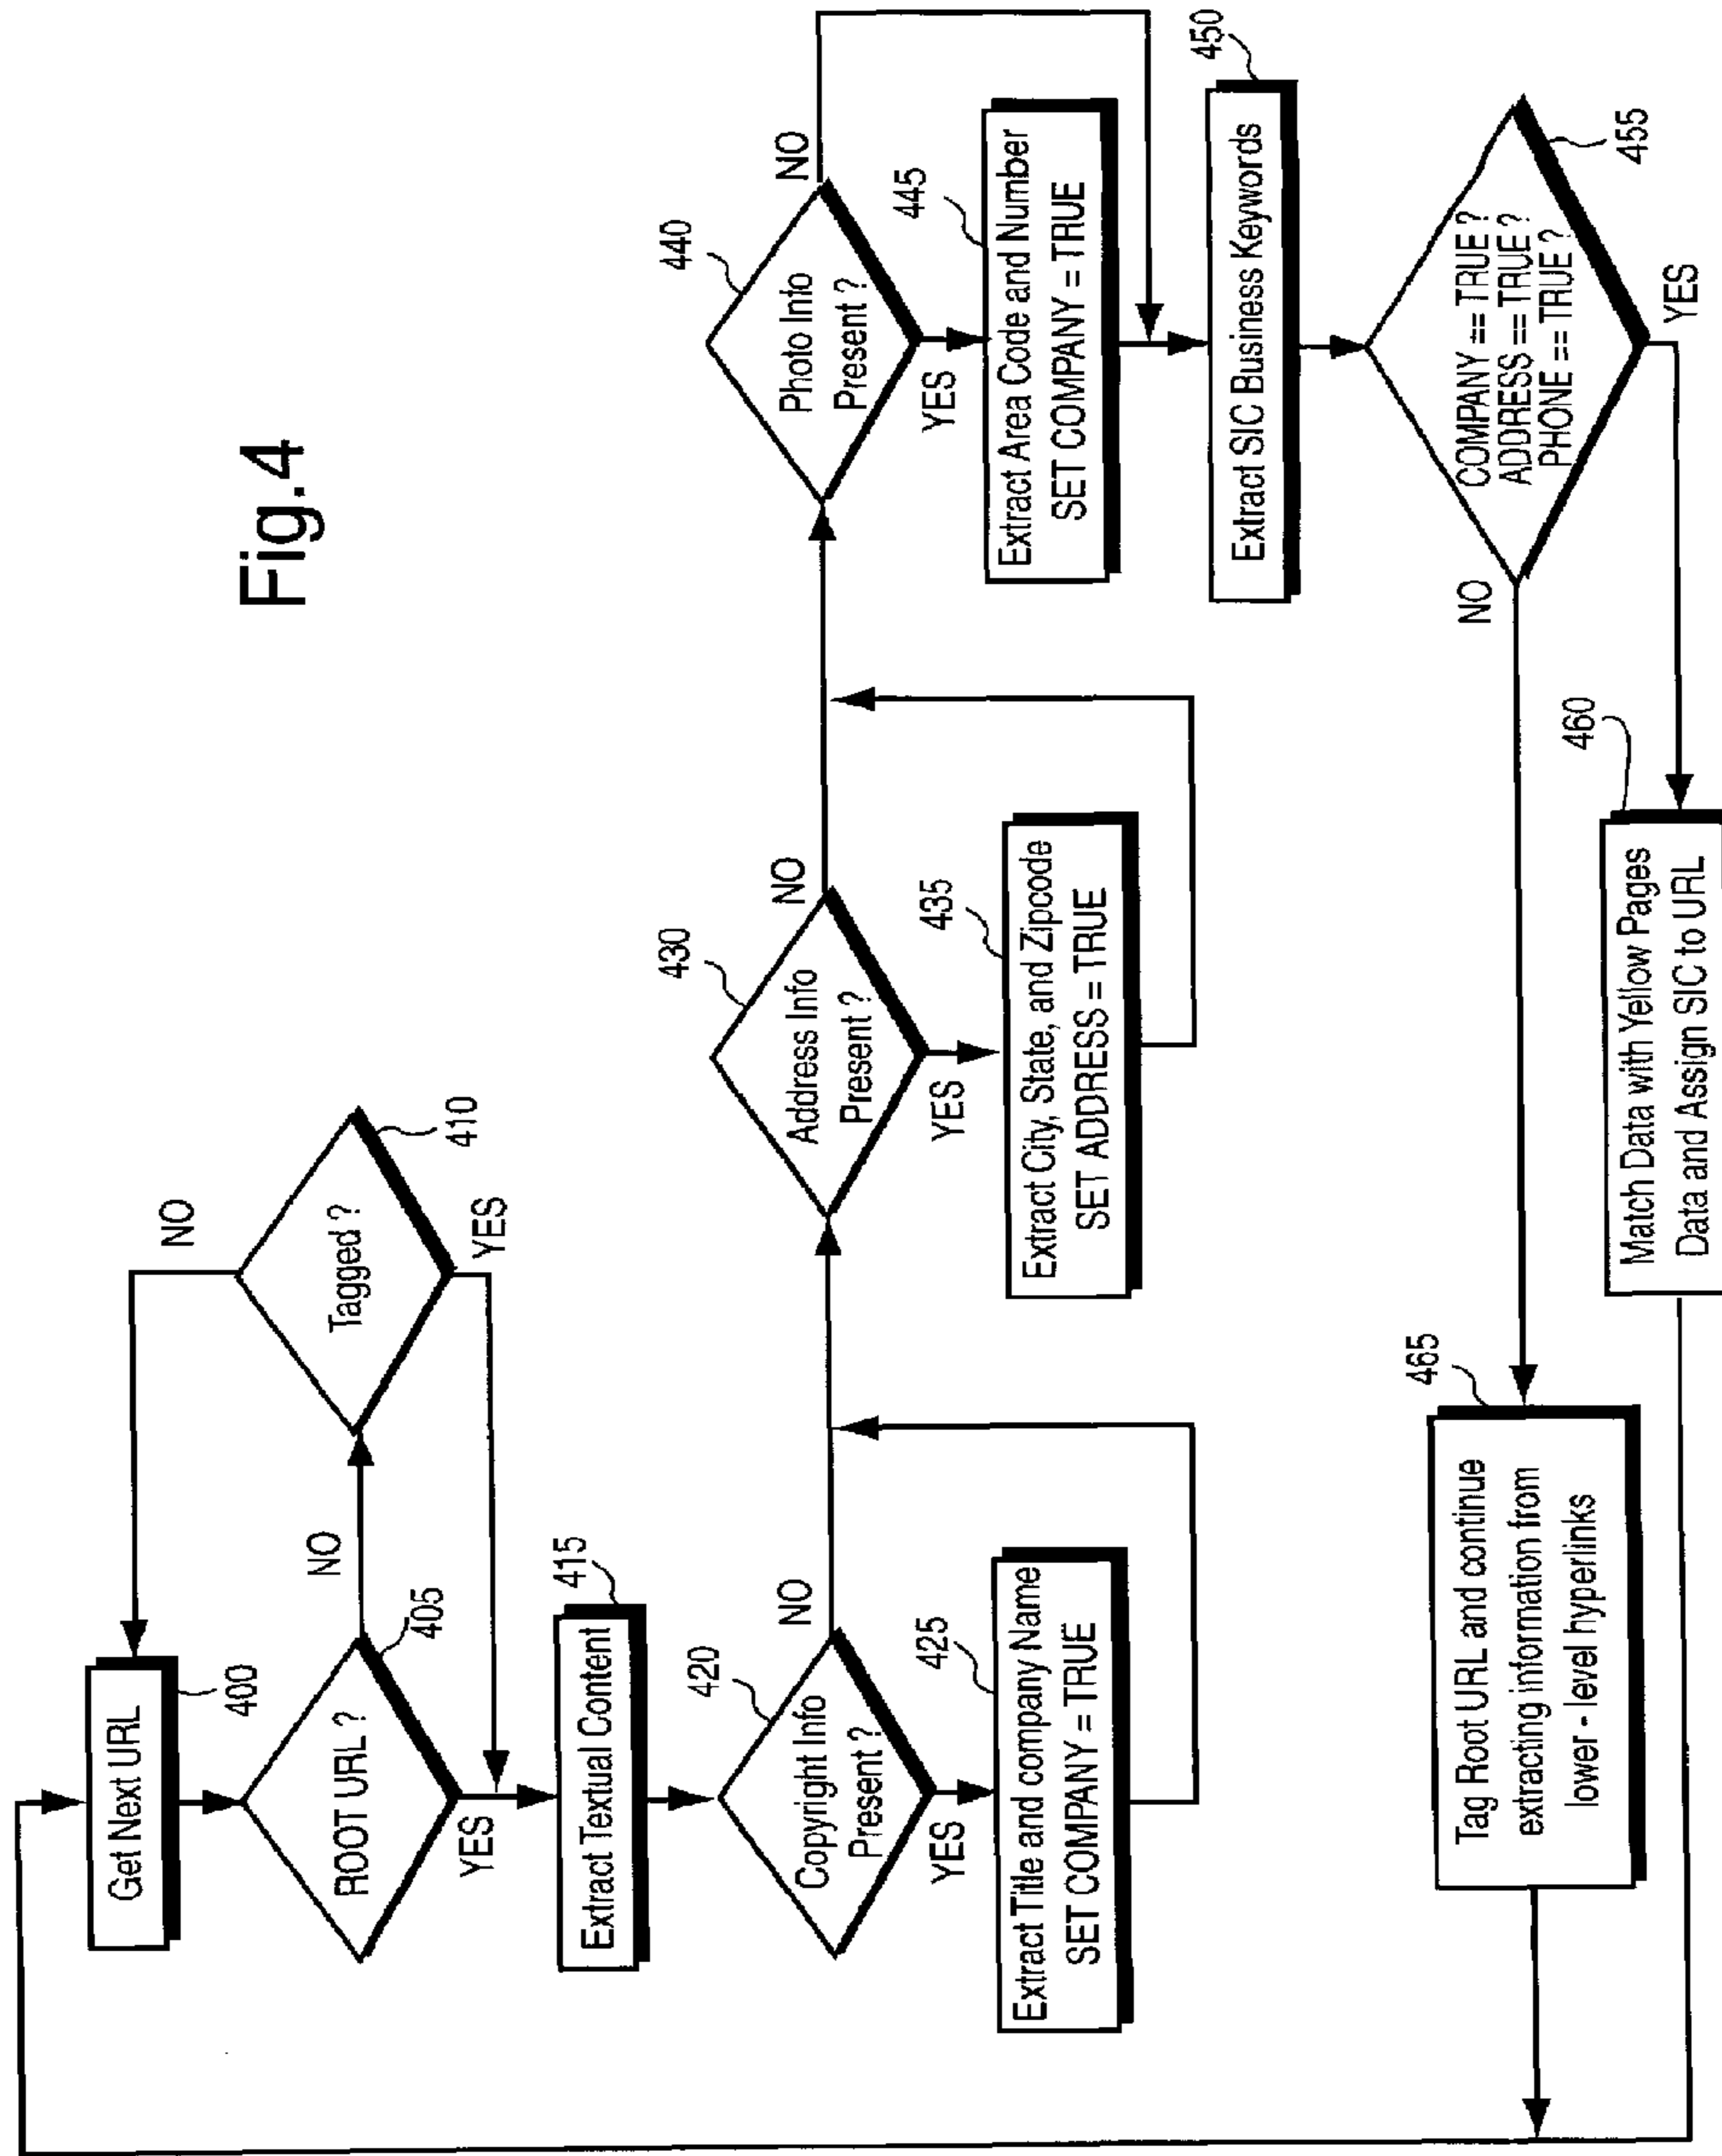 Fig.4
Get Next URL
400
ROOT URL ?
405
NO
YES
Tagged ?
410
NO
YES
Extract Textual Content
415
Copyright Info
Present ?
420
NO
YES
Extract Title and company Name
SET COMPANY = TRUE
425
Address Info
Present ?
430
NO
YES
Extract City, State, and Zipcode
SET ADDRESS = TRUE
435
Photo Info
Present ?
440
NO
YES
Extract Area Code and Number
SET COMPANY = TRUE
445
Extract SIC Business Keywords
450
COMPANY == TRUE ?
ADDRESS == TRUE ?
PHONE == TRUE ?
455
NO
YES
Match Data with Yellow Pages
Data and Assign SIC to URL
460
Tag Root URL and continue
extracting information from
lower - level hyperlinks
465